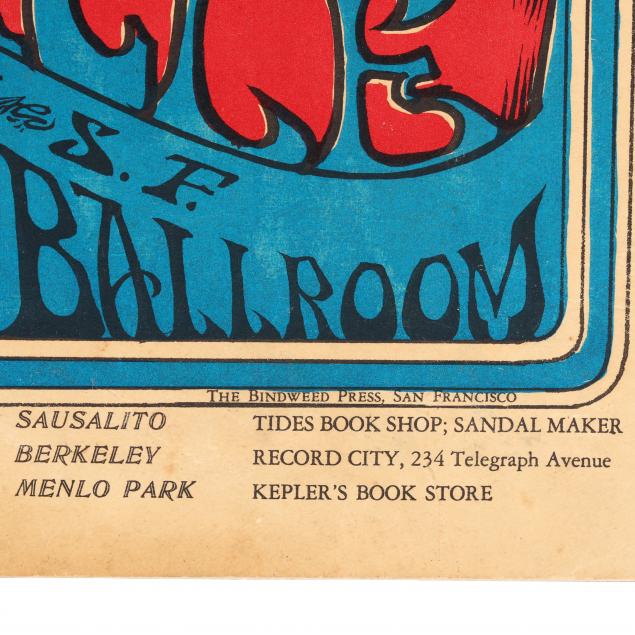 S. F.
BALLROOM
THE BINDWEED PRESS, SAN FRANCISCO
SAUSALITO TIDES BOOK SHOP; SANDAL MAKER
BERKELEY RECORD CITY, 234 Telegraph Avenue
MENLO PARK KEPLER'S BOOK STORE